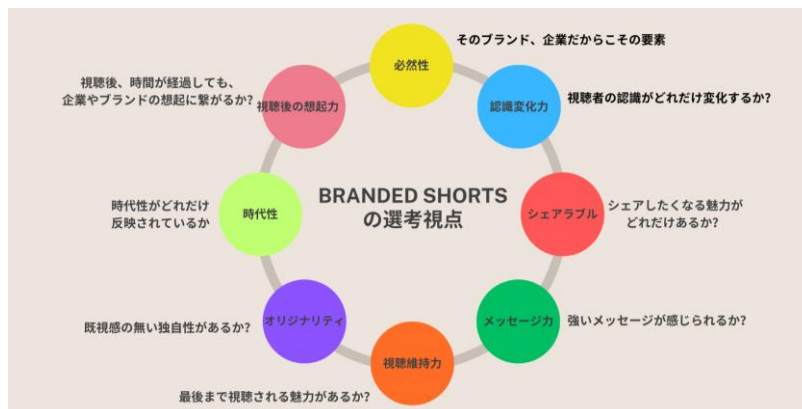 そのブランド、企業だからこその要素
必然性
視聴後、時間が経過しても、
企業やブランドの想起に繋がるか?
視聴後の想起力
認識変化力
視聴者の認識がどれだけ変化するか?
時代性がどれだけ
反映されているか
時代性
BRANDED SHORTS
の選考視点
シェアラブル
シェアしたくなる魅力が
どれだけあるか?
既視感の無い独自性があるか?
オリジナリティ
メッセージ力
強いメッセージが感じられるか?
視聴維持力
最後まで視聴される魅力があるか?